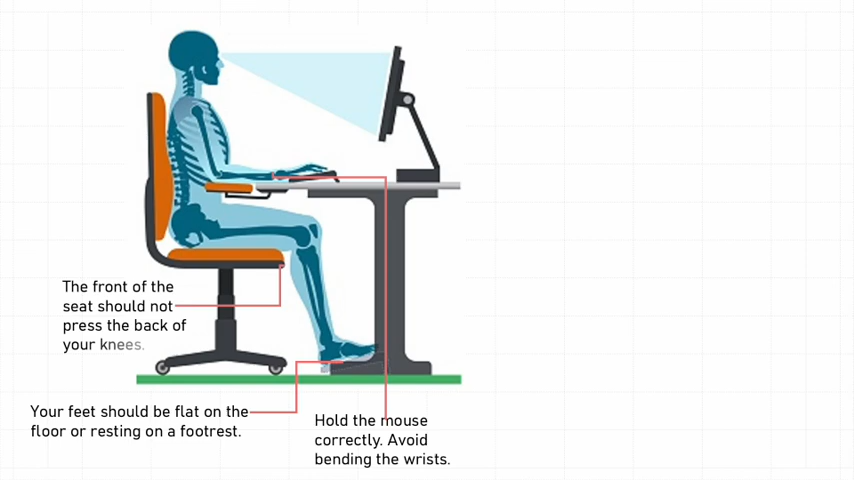 The front of the
seat should not
press the back of
your knees.
Your feet should be flat on the
floor or resting on a footrest.
Hold the mouse
correctly. Avoid
bending the wrists.